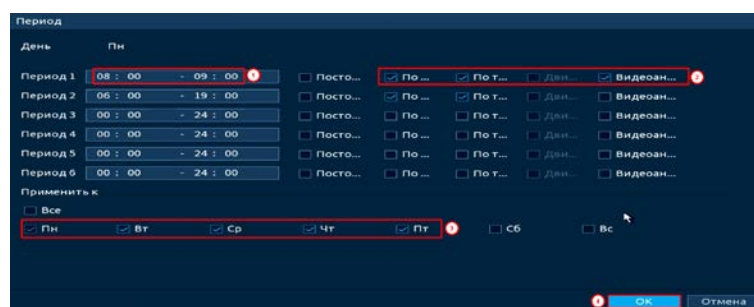 Период
День Пн
Период 1 08 : 00 - 09 : 00 1 Посто... По ... По т... Дви... Видеоан... 2
Период 2 06 : 00 - 19 : 00 Посто... По ... По т... Дви... Видеоан...
Период 3 00 : 00 - 24 : 00 Посто... По ... По т... Дви... Видеоан...
Период 4 00 : 00 - 24 : 00 Посто... По ... По т... Дви... Видеоан...
Период 5 00 : 00 - 24 : 00 Посто... По ... По т... Дви... Видеоан...
Период 6 00 : 00 - 24 : 00 Посто... По ... По т... Дви... Видеоан...
Применить к
Все
Пн Вт Ср Чт Пт 3 Сб Вс
4 OK Отмена